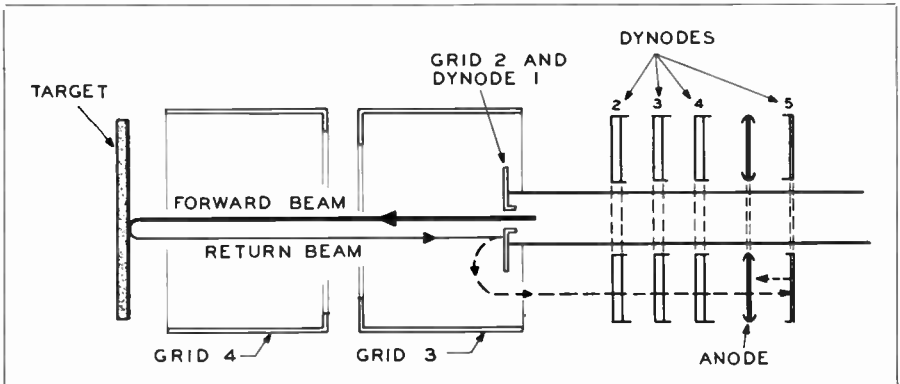 DYNODES
GRID 2 AND
DYNODE 1
TARGET
2 3 4 5
FORWARD BEAM
RETURN BEAM
GRID 4
GRID 3
ANODE